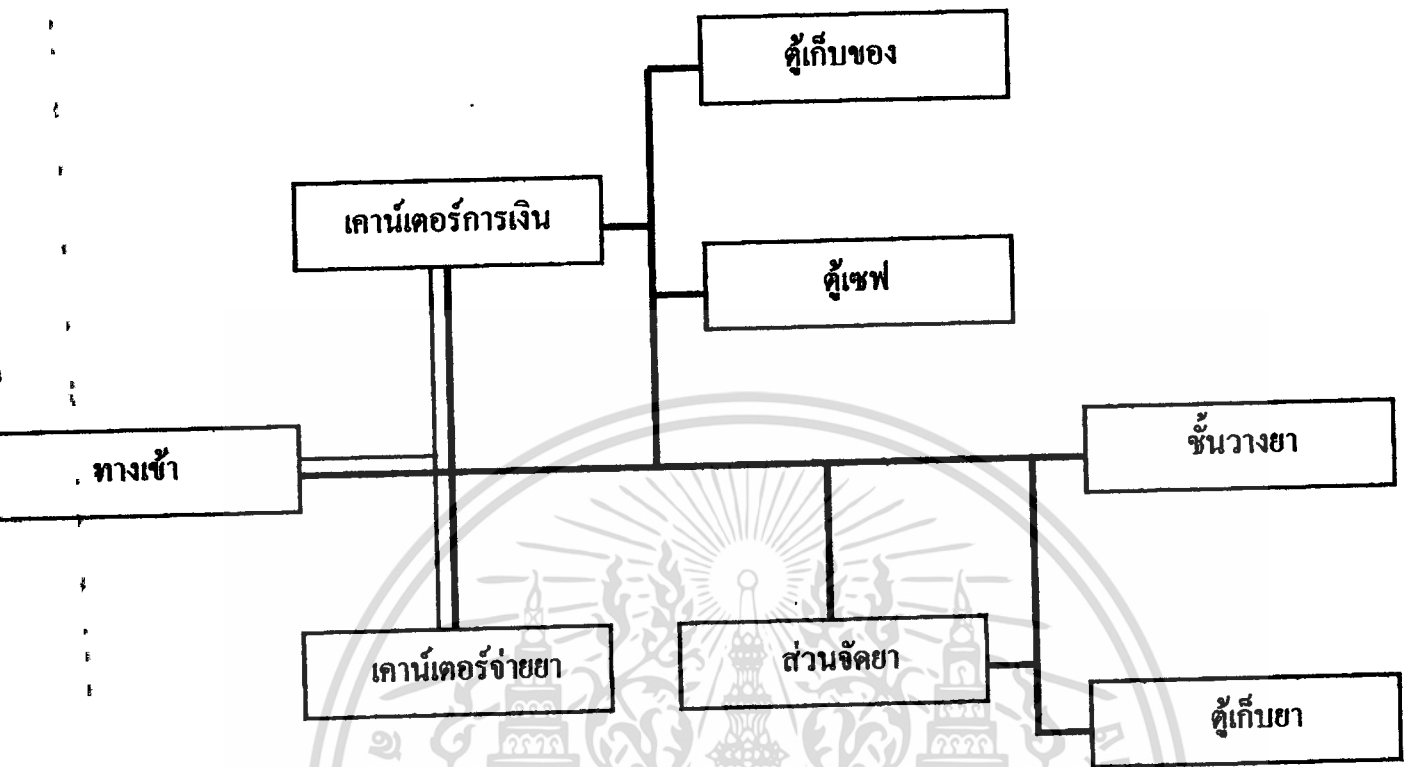 ตู้เก็บของ
เคาน์เตอร์การเงิน
ตู้เซฟ
ชั้นวางยา
ทางเข้า
เคาน์เตอร์จ่ายยา
ส่วนจัดยา
ตู้เก็บยา